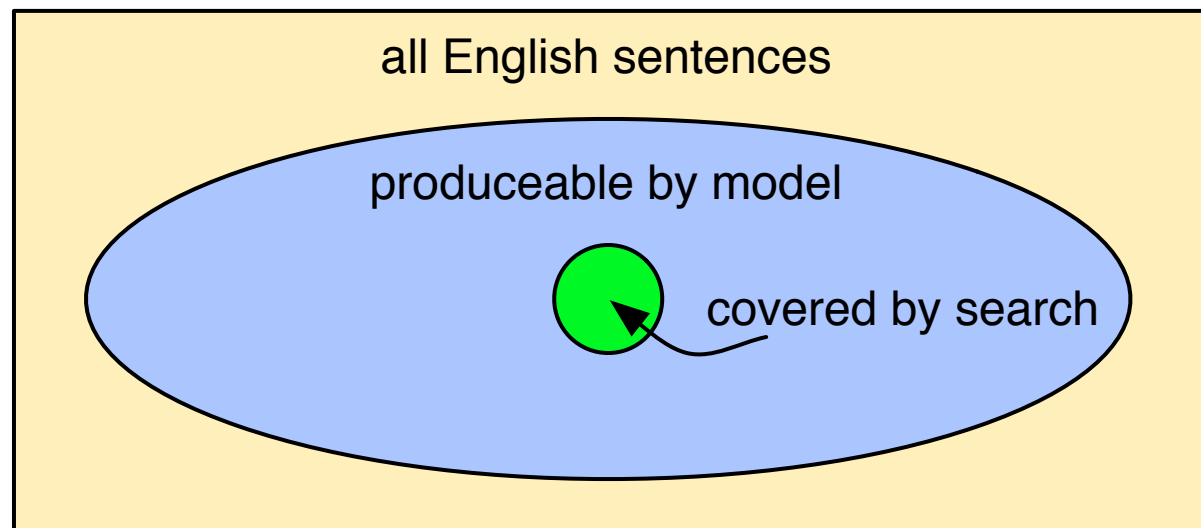 all English sentences
produceable by model
covered by search